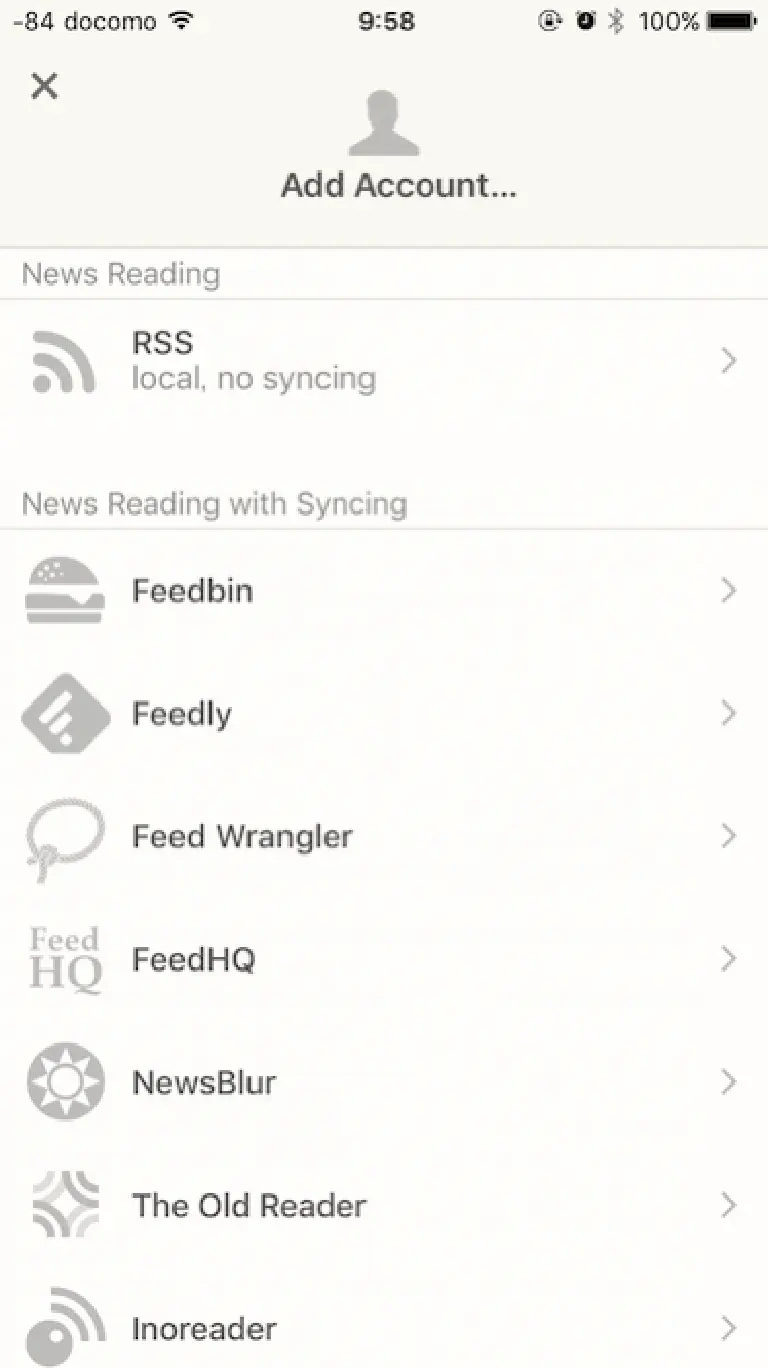 -84 docomo 9:58 100%
Add Account...
News Reading
RSS
local, no syncing
News Reading with Syncing
Feedbin
Feedly
Feed Wrangler
Feed
HQ
FeedHQ
NewsBlur
The Old Reader
Inoreader